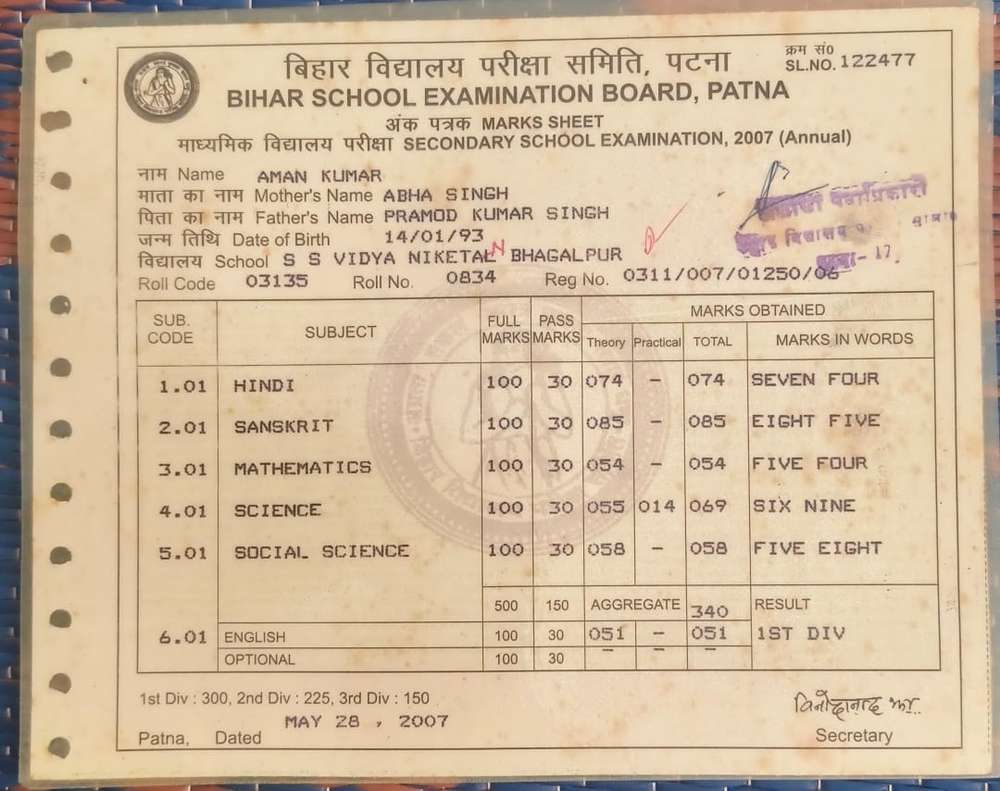 बिहार विद्यालय परीक्षा समिति, पटना
क्रम सं० SL.NO. 122477
BIHAR SCHOOL EXAMINATION BOARD, PATNA
अंक पत्रक MARKS SHEET
माध्यमिक विद्यालय परीक्षा SECONDARY SCHOOL EXAMINATION, 2007 (Annual)
नाम Name AMAN KUMAR
माता का नाम Mother's Name ABHA SINGH
पिता का नाम Father's Name PRAMOD KUMAR SINGH
जन्म तिथि Date of Birth 14/01/93
विद्यालय School S S VIDYA NIKETAN BHAGALPUR
Roll Code 03135 Roll No. 0834 Reg No. 0311/007/01250/06
SUB. CODE SUBJECT FULL MARKS PASS MARKS MARKS OBTAINED
Theory Practical TOTAL MARKS IN WORDS
1.01 HINDI 100 30 074 - 074 SEVEN FOUR
2.01 SANSKRIT 100 30 085 - 085 EIGHT FIVE
3.01 MATHEMATICS 100 30 054 - 054 FIVE FOUR
4.01 SCIENCE 100 30 055 014 069 SIX NINE
5.01 SOCIAL SCIENCE 100 30 058 - 058 FIVE EIGHT
500 150 AGGREGATE 340 RESULT
6.01 ENGLISH 100 30 051 - 051 1ST DIV
OPTIONAL 100 30 - - -
1st Div : 300, 2nd Div : 225, 3rd Div : 150
MAY 28 , 2007
Patna, Dated
विनोदानन्द झा
Secretary